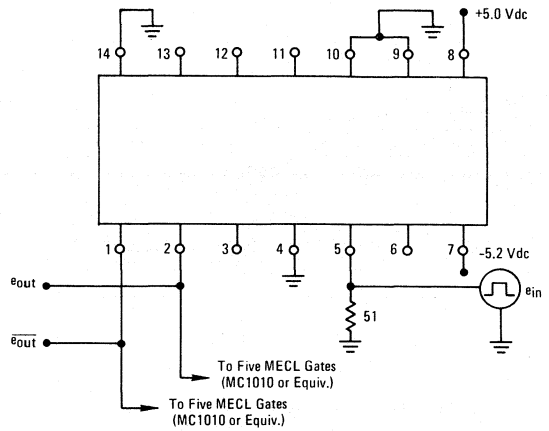 +5.0 Vdc
14 13 12 11 10 9 8
1 2 3 4 5 6 7
-5.2 Vdc
eout
ein
51
eout
To Five MECL Gates
(MC1010 or Equiv.)
To Five MECL Gates
(MC1010 or Equiv.)